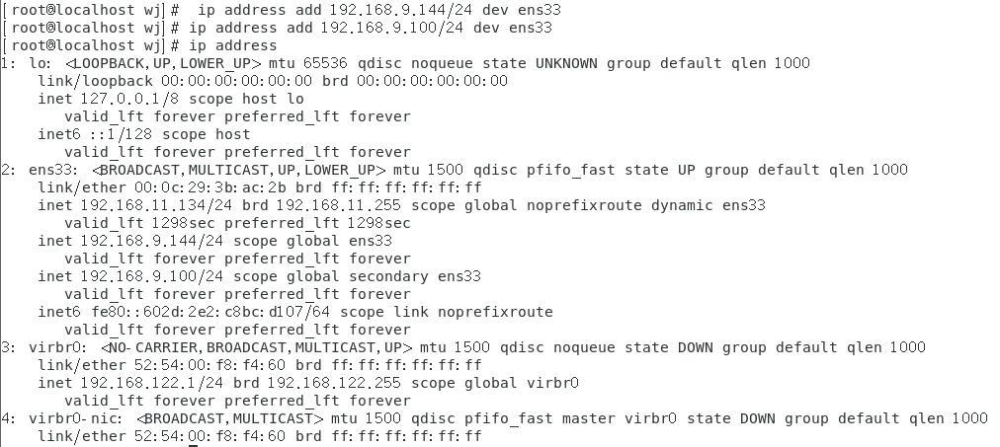 [root@localhost wj]#  ip address add 192.168.9.144/24 dev ens33
[root@localhost wj]# ip address add 192.168.9.100/24 dev ens33
[root@localhost wj]# ip address
1: lo: <LOOPBACK,UP,LOWER_UP> mtu 65536 qdisc noqueue state UNKNOWN group default qlen 1000
    link/loopback 00:00:00:00:00:00 brd 00:00:00:00:00:00
    inet 127.0.0.1/8 scope host lo
       valid_lft forever preferred_lft forever
    inet6 ::1/128 scope host
       valid_lft forever preferred_lft forever
2: ens33: <BROADCAST,MULTICAST,UP,LOWER_UP> mtu 1500 qdisc pfifo_fast state UP group default qlen 1000
    link/ether 00:0c:29:3b:ac:2b brd ff:ff:ff:ff:ff:ff
    inet 192.168.11.134/24 brd 192.168.11.255 scope global noprefixroute dynamic ens33
       valid_lft 1298sec preferred_lft 1298sec
    inet 192.168.9.144/24 scope global ens33
       valid_lft forever preferred_lft forever
    inet 192.168.9.100/24 scope global secondary ens33
       valid_lft forever preferred_lft forever
    inet6 fe80::602d:2e2:c8bc:d107/64 scope link noprefixroute
       valid_lft forever preferred_lft forever
3: virbr0: <NO-CARRIER,BROADCAST,MULTICAST,UP> mtu 1500 qdisc noqueue state DOWN group default qlen 1000
    link/ether 52:54:00:f8:f4:60 brd ff:ff:ff:ff:ff:ff
    inet 192.168.122.1/24 brd 192.168.122.255 scope global virbr0
       valid_lft forever preferred_lft forever
4: virbr0-nic: <BROADCAST,MULTICAST> mtu 1500 qdisc pfifo_fast master virbr0 state DOWN group default qlen 1000
    link/ether 52:54:00:f8:f4:60 brd ff:ff:ff:ff:ff:ff